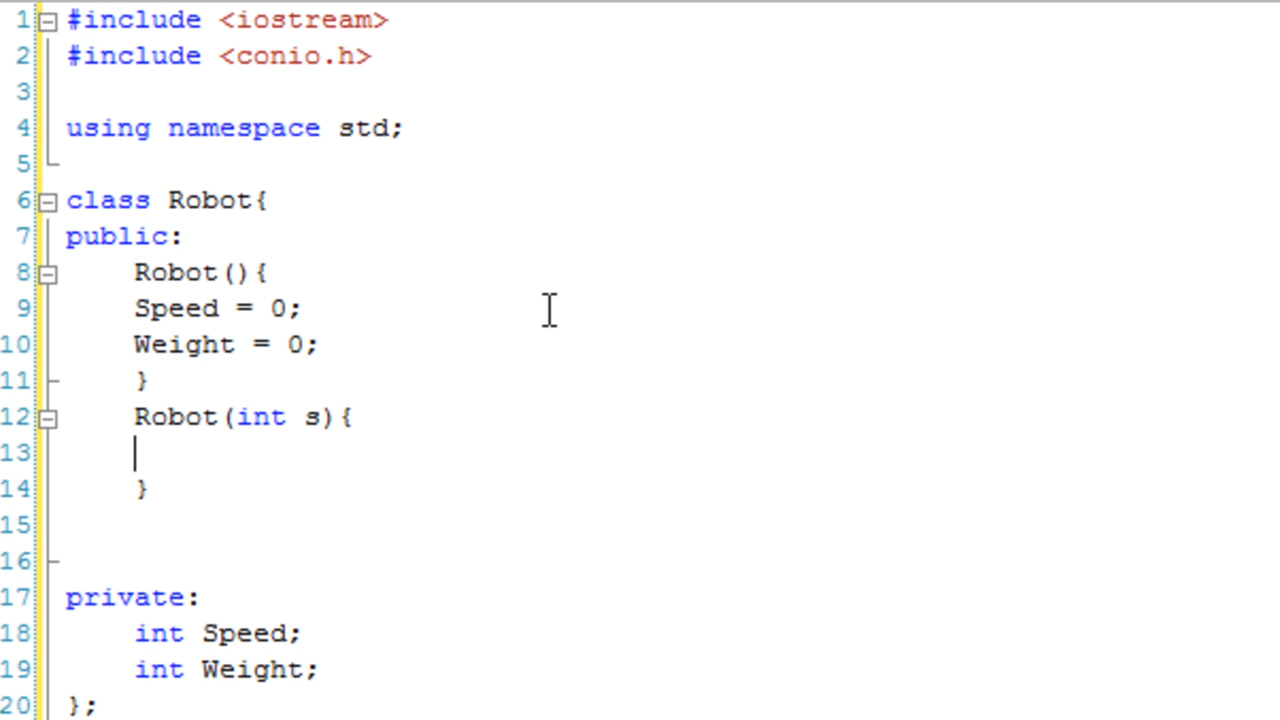 1 #include <iostream>
2 #include <conio.h>
3
4 using namespace std;
5
6 class Robot{
7 public:
8 Robot(){
9 Speed = 0;
10 Weight = 0;
11 }
12 Robot(int s){
13
14 }
15
16
17 private:
18 int Speed;
19 int Weight;
20 };